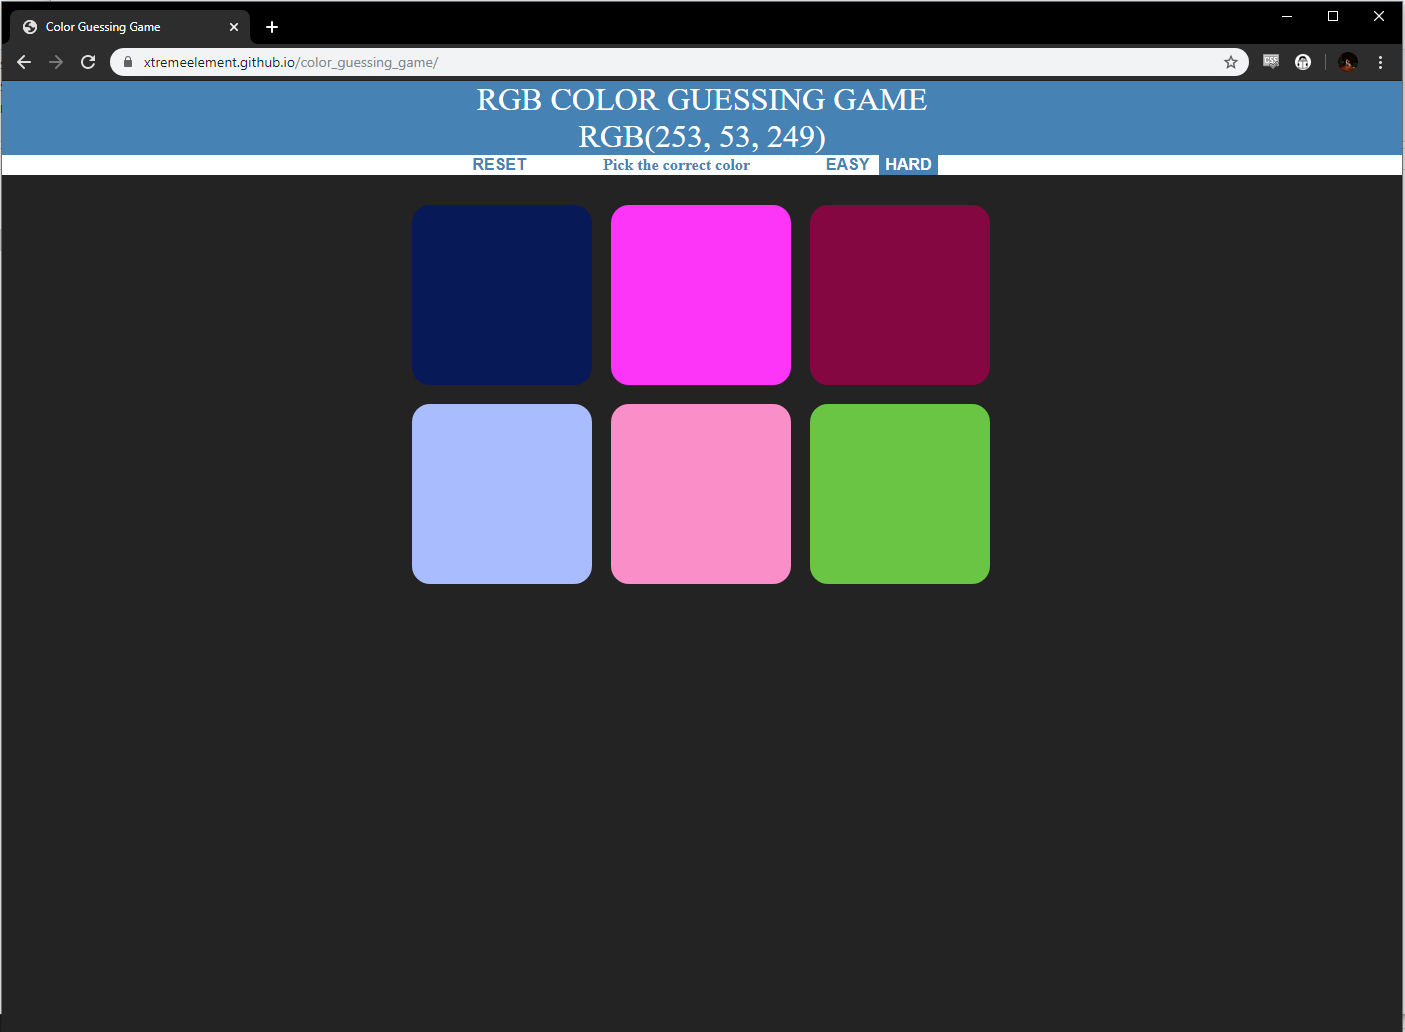 Color Guessing Game
xtremeelement.github.io/color_guessing_game/
CSE
RGB COLOR GUESSING GAME
RGB(253, 53, 249)
RESET Pick the correct color EASY HARD